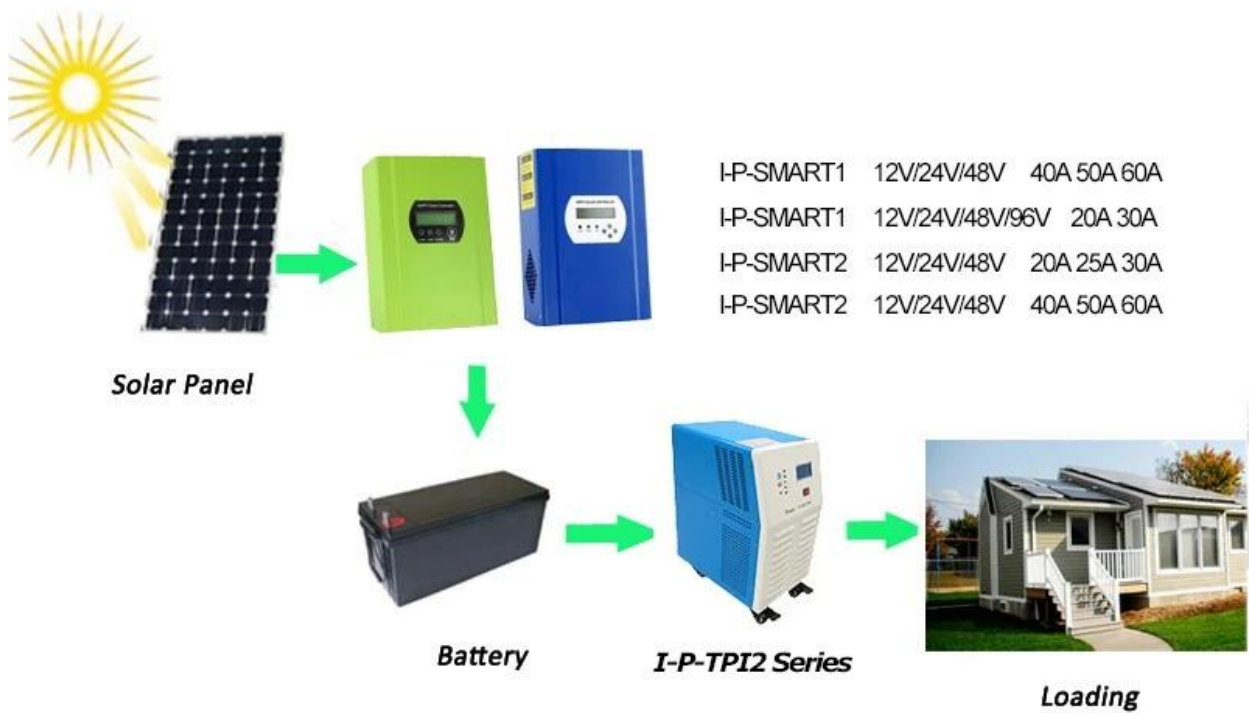 I-P-SMART1 12V/24V/48V 40A 50A 60A
I-P-SMART1 12V/24V/48V/96V 20A 30A
I-P-SMART2 12V/24V/48V 20A 25A 30A
I-P-SMART2 12V/24V/48V 40A 50A 60A
Solar Panel
Battery
I-P-TPI2 Series
Loading